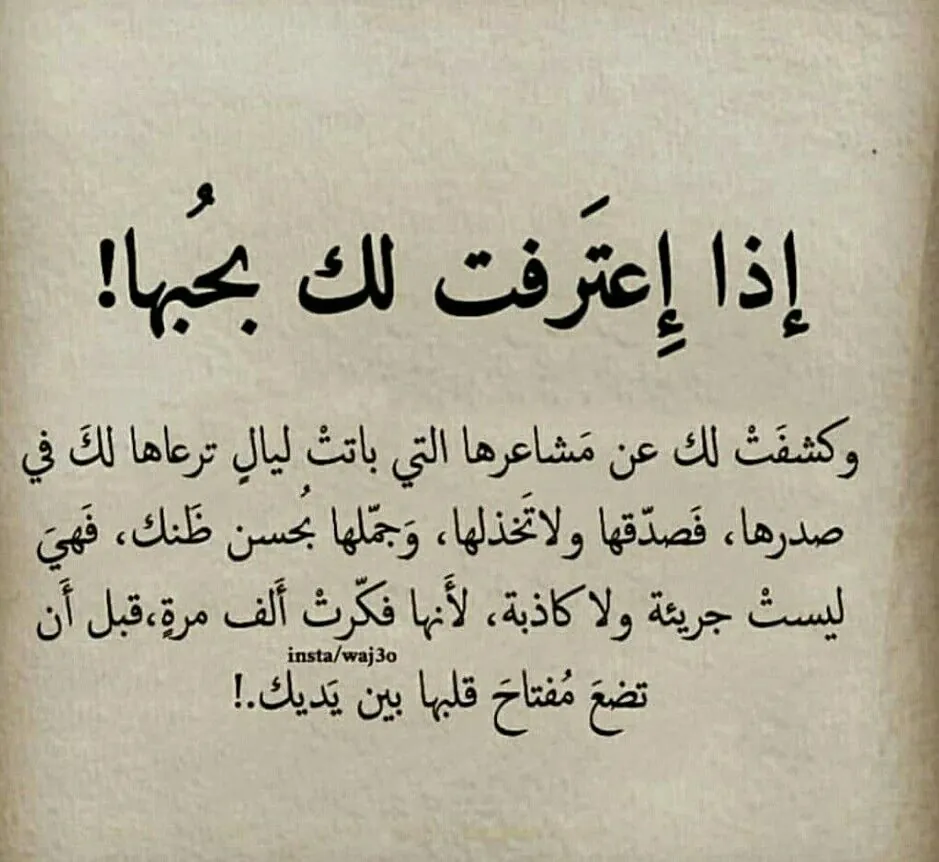 إذا إِعتَرفت لك بحُبها!
وكشفَتْ لك عن مَشاعرها التي باتتْ ليالٍ ترعاها لكَ في
صدرها، فَصدّقها ولاتَخذلها، وَجمّلها بُحسن ظَنك، فَهيَ
ليستْ جريئة ولا كاذبة، لأَنها فكّرتْ أَلف مرةٍ،قبل أَن
insta/waj3o
تضعَ مُفتاحَ قلبها بين يَديك.!